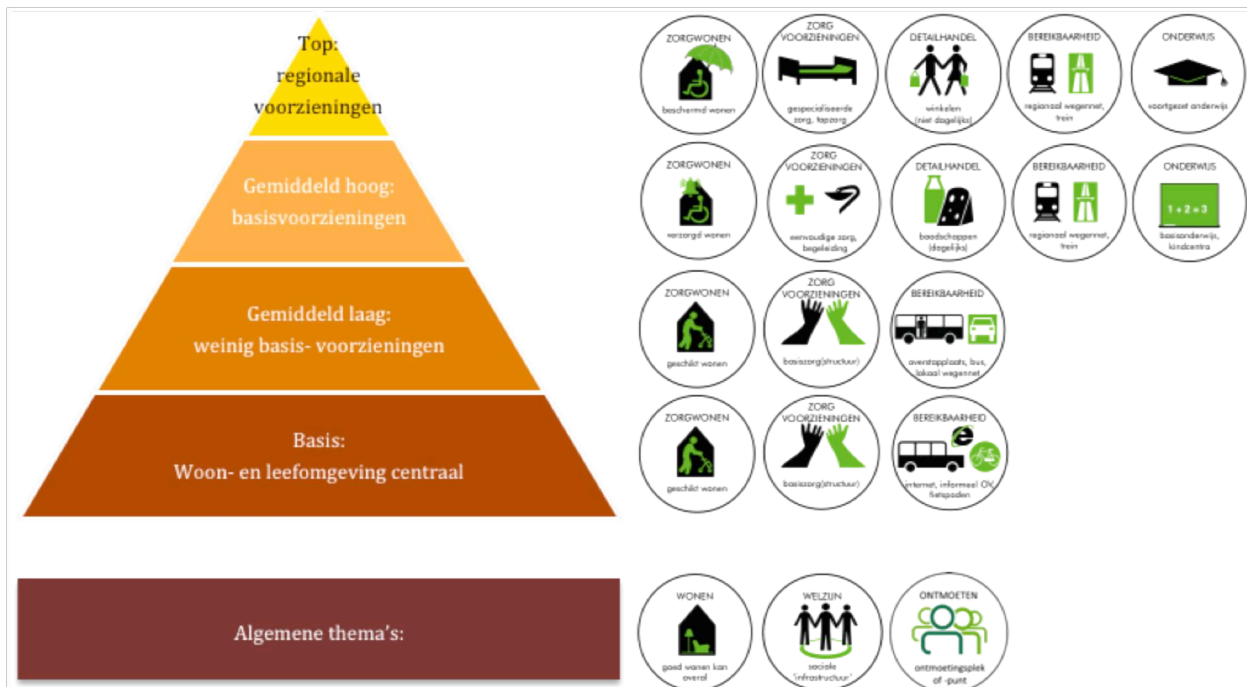 Top:
regionale
voorzieningen
ZORGWONEN
beschermd wonen
ZORG
VOORZIENINGEN
gespecialiseerde
zorg, topzorg
DETAILHANDEL
winkelen
(niet dagelijks)
BEREIKBAARHEID
regionaal wegennet,
trein
ONDERWIJS
voortgezet onderwijs
Gemiddeld hoog:
basisvoorzieningen
ZORGWONEN
verzorgd wonen
ZORG
VOORZIENINGEN
eenvoudige zorg,
begeleiding
DETAILHANDEL
boodschappen
(dagelijks)
BEREIKBAARHEID
regionaal wegennet,
trein
ONDERWIJS
1 + 2 = 3
basisonderwijs,
kindcentra
Gemiddeld laag:
weinig basis- voorzieningen
ZORGWONEN
geschikt wonen
ZORG
VOORZIENINGEN
basiszorg(structuur)
BEREIKBAARHEID
overstapplaats, bus,
lokaal wegennet
Basis:
Woon- en leefomgeving centraal
ZORGWONEN
geschikt wonen
ZORG
VOORZIENINGEN
basiszorg(structuur)
BEREIKBAARHEID
internet, informeel OV,
fietspaden
Algemene thema's:
WONEN
goed wonen kan
overal
WELZIJN
sociale
'infrastructuur'
ONTMOETEN
ontmoetingsplek
of -punt